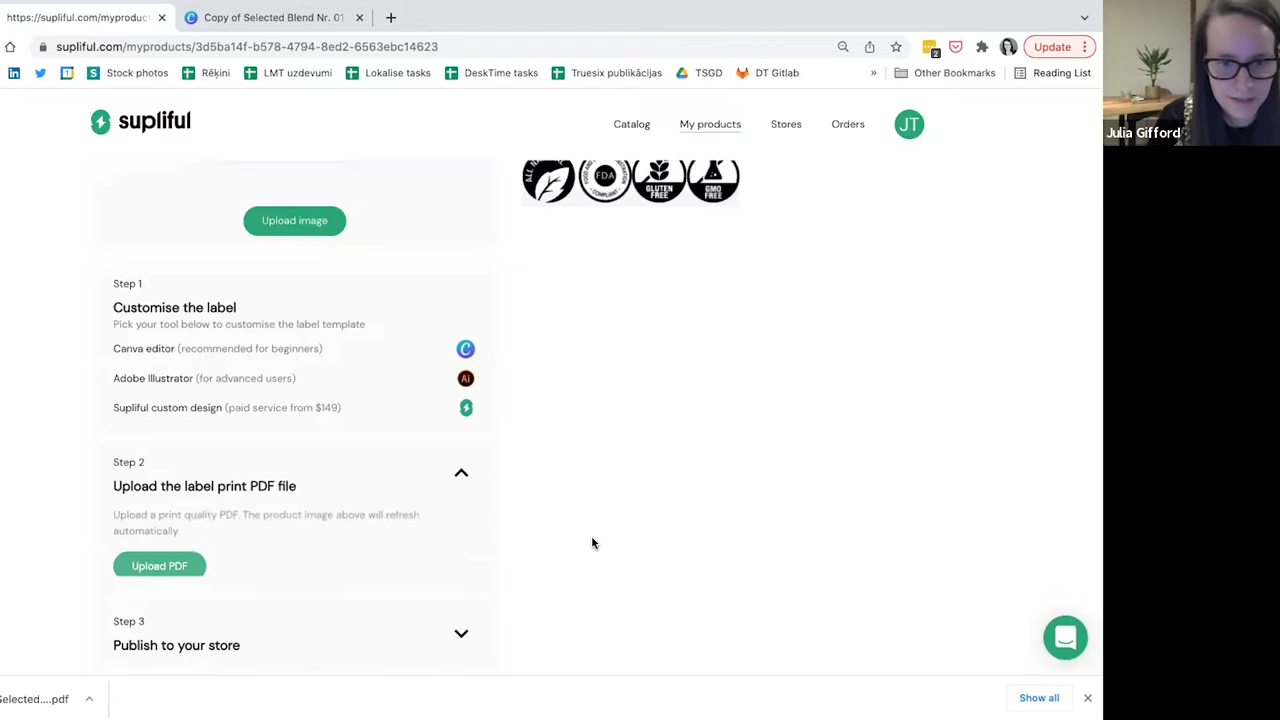 https://supliful.com/myproduct
Copy of Selected Blend Nr. 01
supliful.com/myproducts/3d5ba14f-b578-4794-8ed2-6563ebc14623
2
Update
Stock photos
Rēķini
LMT uzdevumi
Lokalise tasks
DeskTime tasks
Truesix publikācijas
TSGD
DT Gitlab
»
Other Bookmarks
Reading List
Julia Gifford
supliful
Catalog
My products
Stores
Orders
JT
FDA
COMPLIANT
GLUTEN FREE
GMO FREE
Upload image
Step 1
Customise the label
Pick your tool below to customise the label template
Canva editor (recommended for beginners)
Adobe Illustrator (for advanced users)
Ai
Supliful custom design (paid service from $149)
Step 2
Upload the label print PDF file
Upload a print quality PDF. The product image above will refresh
automatically
Upload PDF
Step 3
Publish to your store
Selected....pdf
Show all